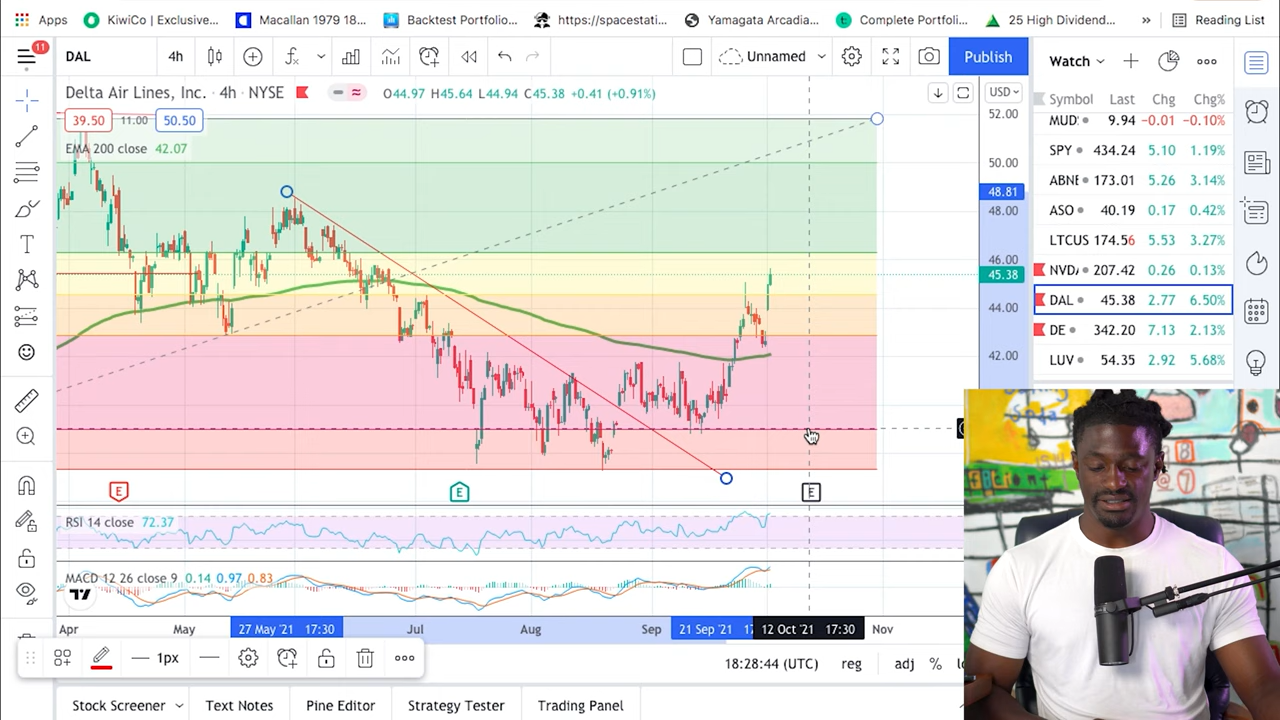 Apps KiwiCo | Exclusive... Macallan 1979 18... Backtest Portfolio... https://spacestati... Yamagata Arcadia... Complete Portfoli... 25 High Dividend... » Reading List
11 DAL 4h Unnamed Publish Watch
Delta Air Lines, Inc. · 4h · NYSE O44.97 H45.64 L44.94 C45.38 +0.41 (+0.91%) USD
39.50 11.00 50.50
EMA 200 close 42.07
52.00
50.00
48.81
48.00
46.00
45.38
44.00
42.00
Symbol Last Chg Chg%
MUD 9.94 -0.01 -0.10%
SPY 434.24 5.10 1.19%
ABNE 173.01 5.26 3.14%
ASO 40.19 0.17 0.42%
LTCUS 174.56 5.53 3.27%
NVDA 207.42 0.26 0.13%
DAL 45.38 2.77 6.50%
DE 342.20 7.13 2.13%
LUV 54.35 2.92 5.68%
E E E
RSI 14 close 72.37
MACD 12 26 close 9 0.14 0.97 0.83
Apr May 27 May '21 17:30 Jul Aug Sep 21 Sep '21 12 Oct '21 17:30 Nov
1px
18:28:44 (UTC) reg adj %
Stock Screener Text Notes Pine Editor Strategy Tester Trading Panel